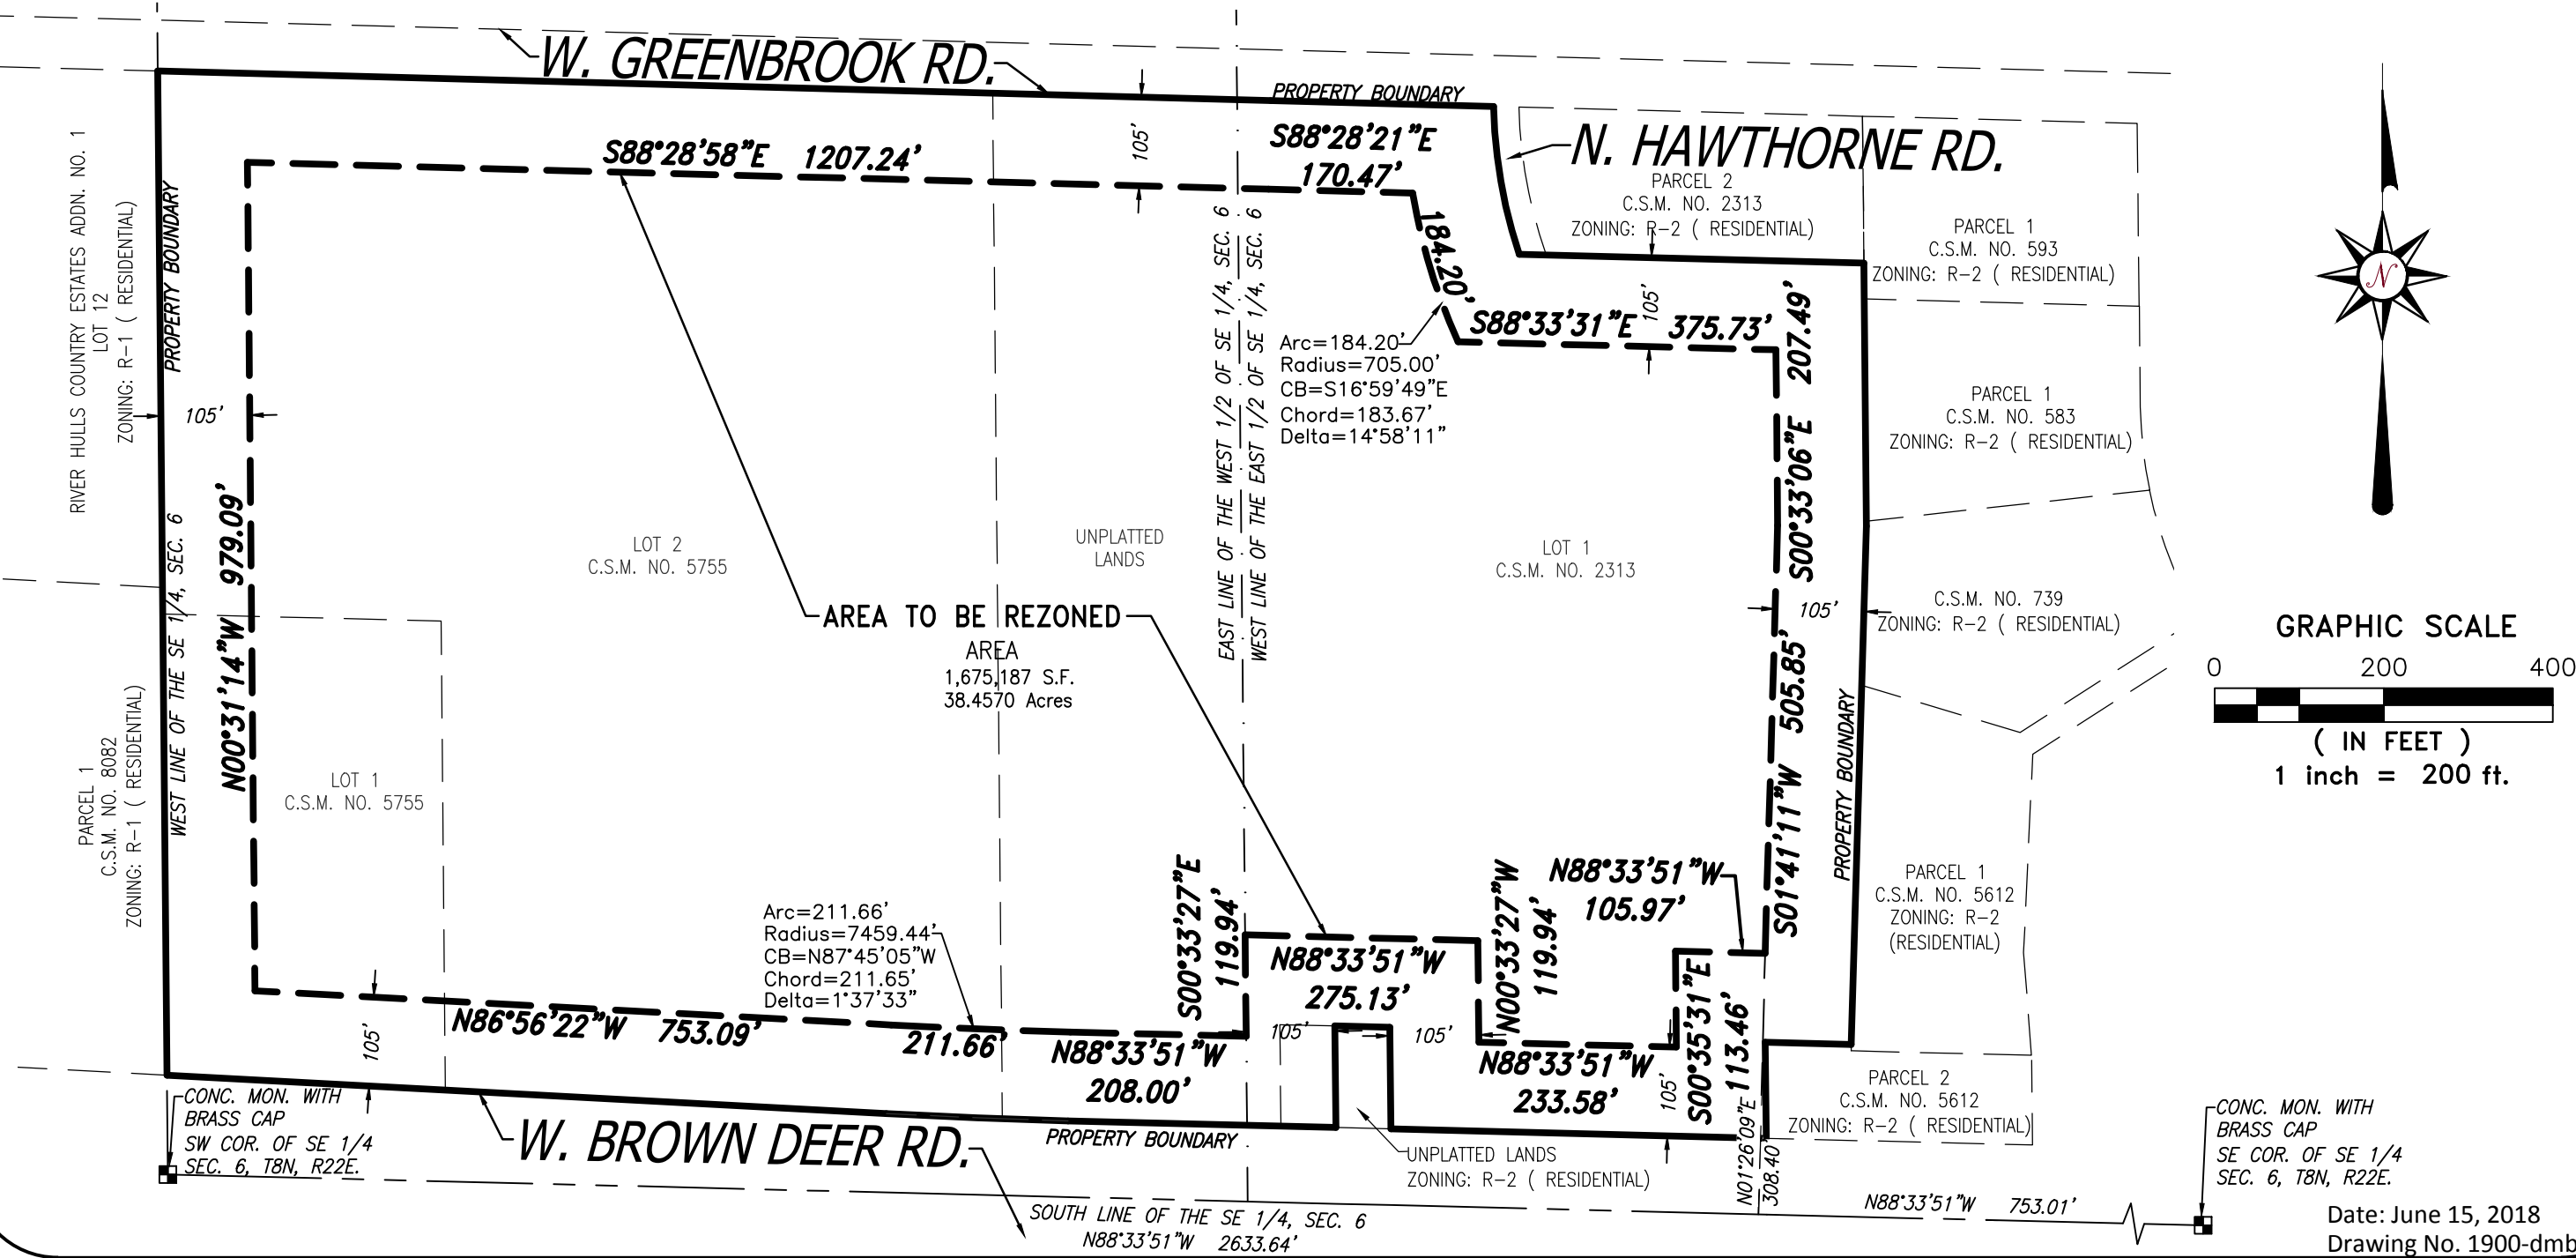 W. GREENBROOK RD.
PROPERTY BOUNDARY
S88°28'58"E 1207.24'
105'
S88°28'21"E
170.47'
N. HAWTHORNE RD.
PARCEL 2
C.S.M. NO. 2313
ZONING: R-2 ( RESIDENTIAL)
PARCEL 1
C.S.M. NO. 593
ZONING: R-2 ( RESIDENTIAL)
RIVER HULLS COUNTRY ESTATES ADDN. NO. 1
LOT 12
ZONING: R-1 ( RESIDENTIAL)
PROPERTY BOUNDARY
105'
184.20'
Arc=184.20'
Radius=705.00'
CB=S16°59'49"E
Chord=183.67'
Delta=14°58'11"
S88°33'31"E 375.73'
105'
S00°33'06"E 207.49'
PARCEL 1
C.S.M. NO. 583
ZONING: R-2 ( RESIDENTIAL)
EAST LINE OF THE WEST 1/2 OF SE 1/4, SEC. 6
WEST LINE OF THE EAST 1/2 OF SE 1/4, SEC. 6
N00°31'14"W 979.09'
WEST LINE OF THE SE 1/4, SEC. 6
LOT 2
C.S.M. NO. 5755
UNPLATTED
LANDS
LOT 1
C.S.M. NO. 2313
C.S.M. NO. 739
ZONING: R-2 ( RESIDENTIAL)
105'
AREA TO BE REZONED
AREA
1,675,187 S.F.
38.4570 Acres
N
GRAPHIC SCALE
0 200 400
( IN FEET )
1 inch = 200 ft.
PARCEL 1
C.S.M. NO. 8082
ZONING: R-1 ( RESIDENTIAL)
LOT 1
C.S.M. NO. 5755
S01°41'11"W 505.85'
PROPERTY BOUNDARY
PARCEL 1
C.S.M. NO. 5612
ZONING: R-2
(RESIDENTIAL)
Arc=211.66'
Radius=7459.44'
CB=N87°45'05"W
Chord=211.65'
Delta=1°37'33"
S00°33'27"E
119.94'
N88°33'51"W
275.13'
N00°33'27"W
119.94'
N88°33'51"W
105.97'
S00°35'31"E
113.46'
105'
N86°56'22"W 753.09'
211.66'
N88°33'51"W
208.00'
105'
105'
N88°33'51"W
233.58'
105'
PARCEL 2
C.S.M. NO. 5612
ZONING: R-2 ( RESIDENTIAL)
CONC. MON. WITH
BRASS CAP
SW COR. OF SE 1/4
SEC. 6, T8N, R22E.
W. BROWN DEER RD.
PROPERTY BOUNDARY
UNPLATTED LANDS
ZONING: R-2 ( RESIDENTIAL)
N01°26'09"E
308.40'
CONC. MON. WITH
BRASS CAP
SE COR. OF SE 1/4
SEC. 6, T8N, R22E.
N88°33'51"W 753.01'
SOUTH LINE OF THE SE 1/4, SEC. 6
N88°33'51"W 2633.64'
Date: June 15, 2018
Drawing No. 1900-dmb